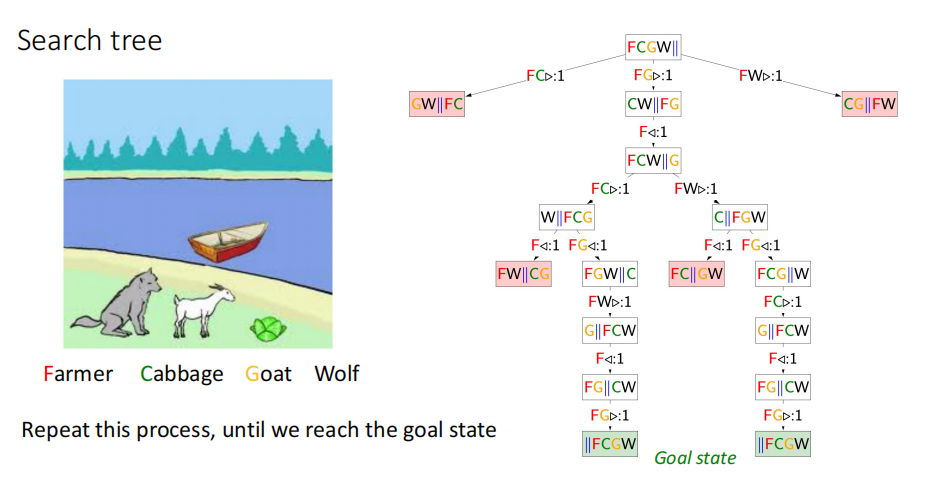 Search tree
FCGW||
FC▷:1 FG▷:1 FW▷:1
GW||FC CW||FG CG||FW
F◁:1
FCW||G
FC▷:1 FW▷:1
W||FCG C||FGW
F◁:1 FG◁:1 F◁:1 FG◁:1
FW||CG FGW||C FC||GW FCG||W
FW▷:1 FC▷:1
G||FCW G||FCW
F◁:1 F◁:1
FG||CW FG||CW
FG▷:1 FG▷:1
||FCGW ||FCGW
Goal state
Farmer Cabbage Goat Wolf
Repeat this process, until we reach the goal state